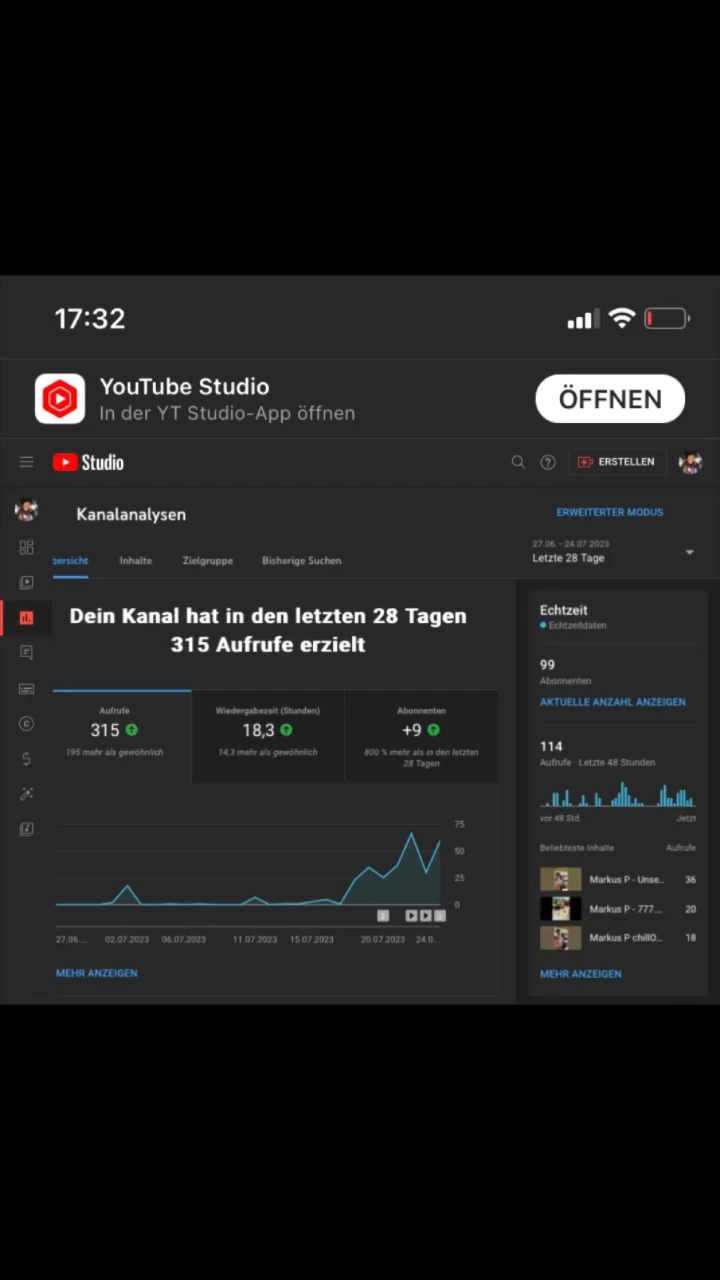 17:32
YouTube Studio
In der YT Studio-App öffnen
ÖFFNEN
Studio
ERSTELLEN
Kanalanalysen
ERWEITERTER MODUS
27.06.–24.07.2023
Letzte 28 Tage
bersicht Inhalte Zielgruppe Bisherige Suchen
Dein Kanal hat in den letzten 28 Tagen
315 Aufrufe erzielt
Aufrufe
315
195 mehr als gewöhnlich
Wiedergabezeit (Stunden)
18,3
14,3 mehr als gewöhnlich
Abonnenten
+9
800 % mehr als in den letzten
28 Tagen
75
50
25
0
27.06.... 02.07.2023 06.07.2023 11.07.2023 15.07.2023 20.07.2023 24.0...
MEHR ANZEIGEN
Echtzeit
Echtzeitdaten
99
Abonnenten
AKTUELLE ANZAHL ANZEIGEN
114
Aufrufe · Letzte 48 Stunden
vor 48 Std. Jetzt
Beliebteste Inhalte Aufrufe
Markus P - Unse... 36
Markus P - 777.... 20
Markus P chillO... 18
MEHR ANZEIGEN